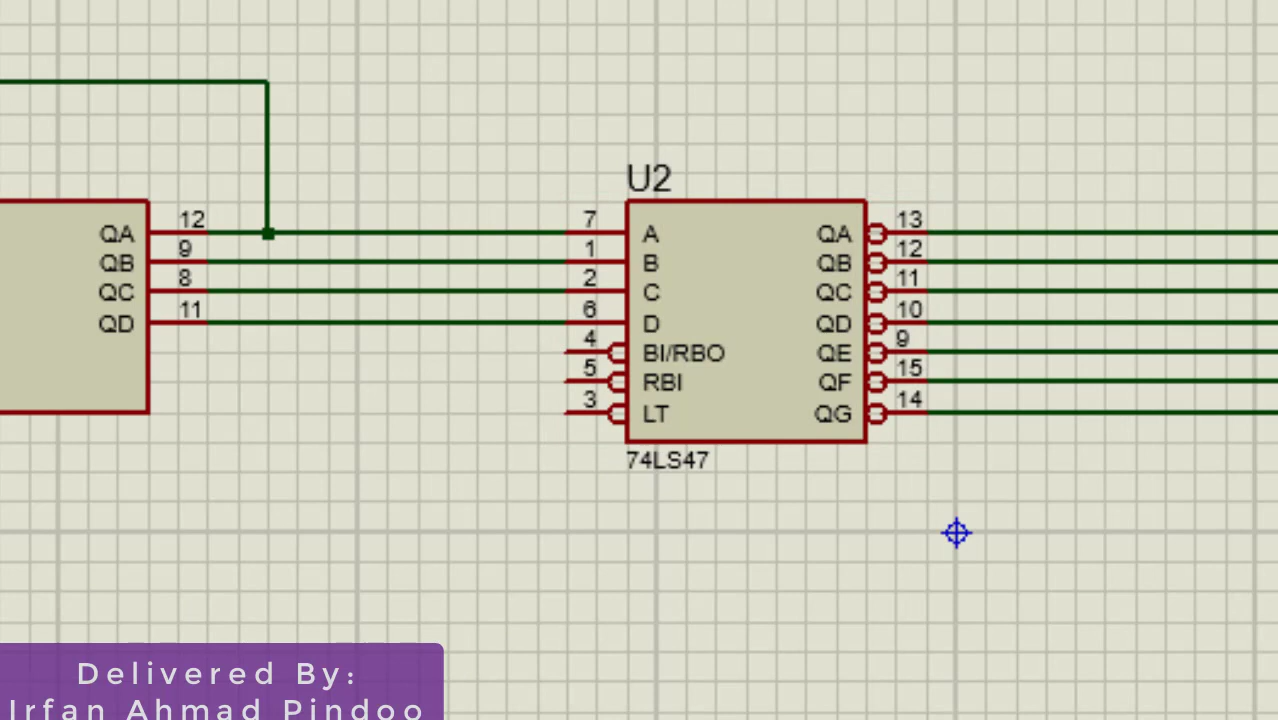 U2
QA 12 7 A QA 13
QB 9 1 B QB 12
QC 8 2 C QC 11
QD 11 6 D QD 10
4 BI/RBO QE 9
5 RBI QF 15
3 LT QG 14
74LS47
Delivered By:
Irfan Ahmad Pindoo